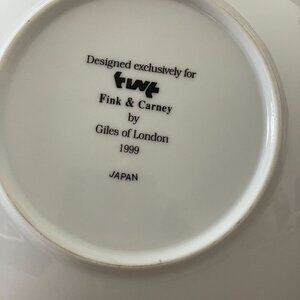 Designed exclusively for
Fink & Carney
by
Giles of London
1999
JAPAN